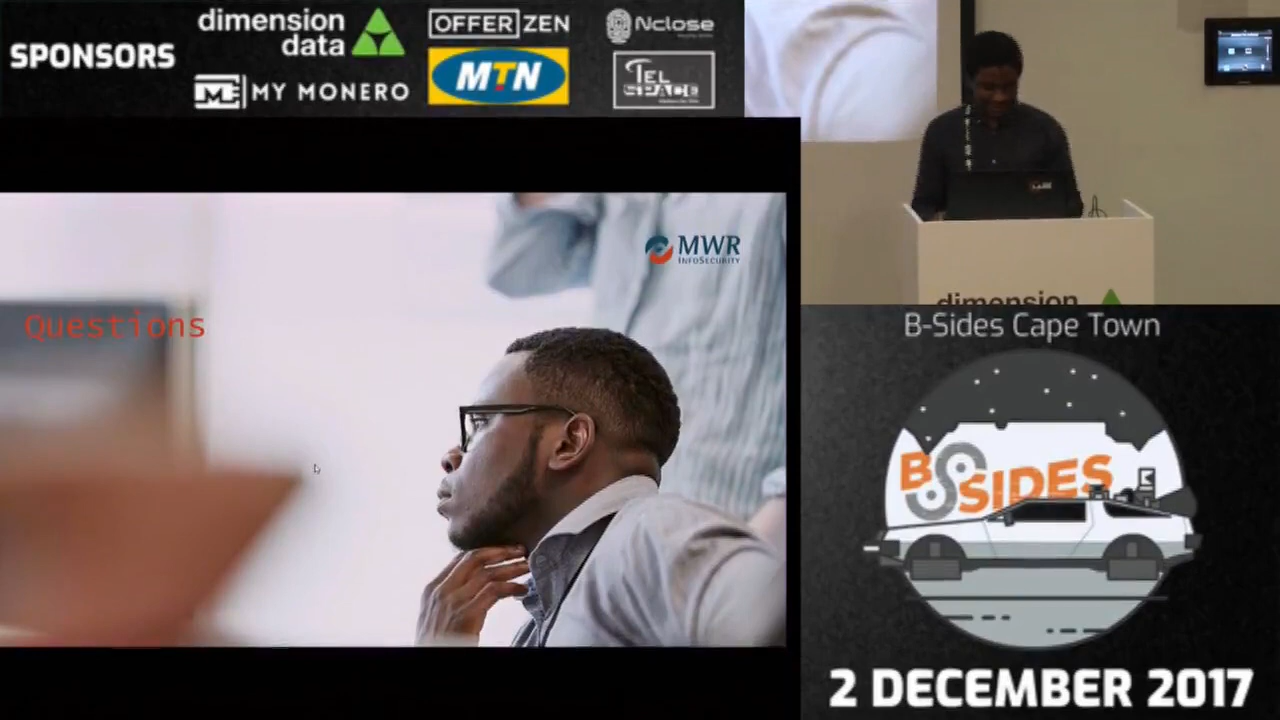 SPONSORS
dimension
data
MY MONERO
OFFERZEN
MTN
Nclose
TEL
SPACE
MWR
INFOSECURITY
Questions
dimension
B-Sides Cape Town
BSIDES
2 DECEMBER 2017